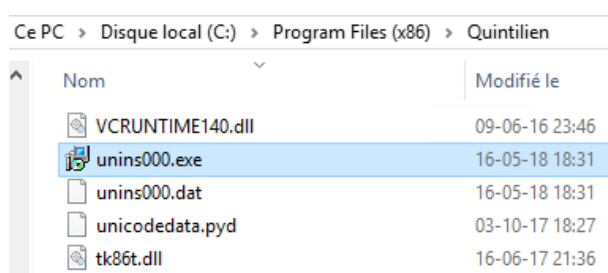 Ce PC > Disque local (C:) > Program Files (x86) > Quintilien
Nom Modifié le
VCRUNTIME140.dll 09-06-16 23:46
unins000.exe 16-05-18 18:31
unins000.dat 16-05-18 18:31
unicodedata.pyd 03-10-17 18:27
tk86t.dll 16-06-17 21:36